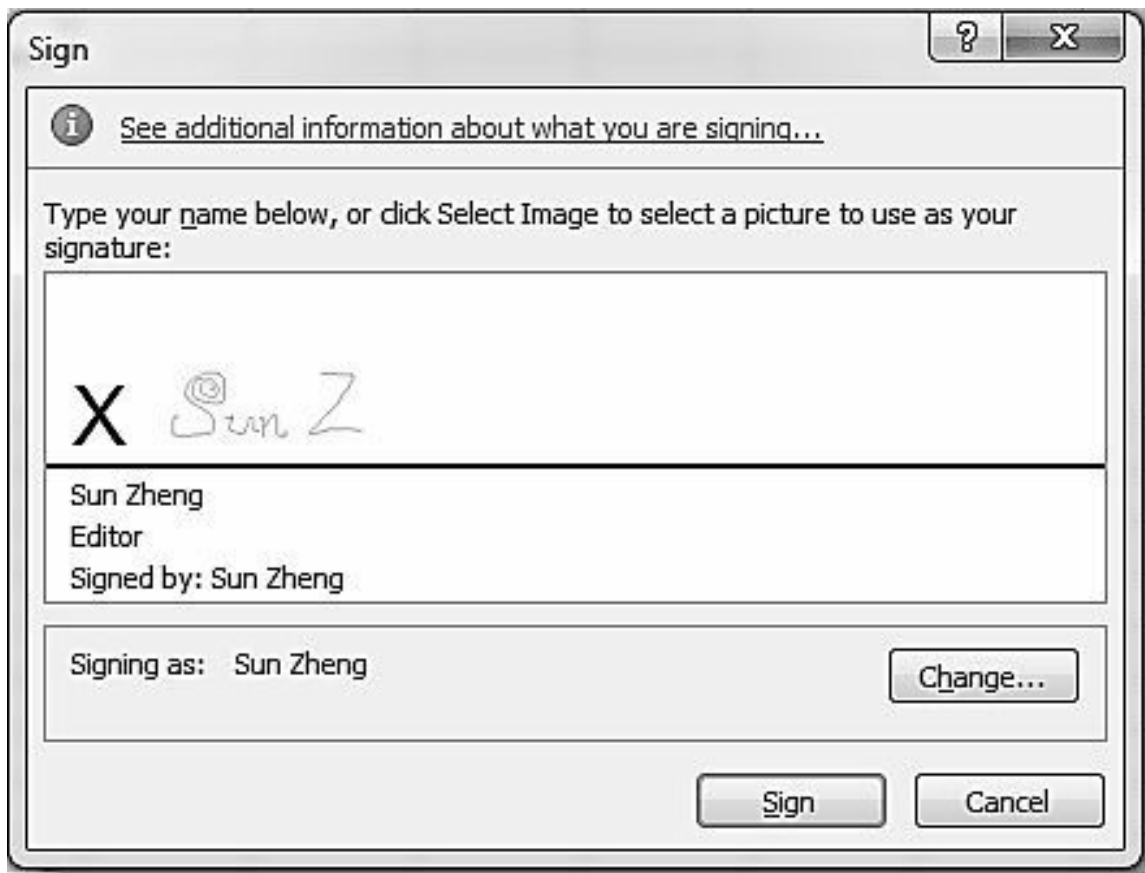 Sign
See additional information about what you are signing...
Type your name below, or click Select Image to select a picture to use as your
signature:
X Sun Z
Sun Zheng
Editor
Signed by: Sun Zheng
Signing as: Sun Zheng
Change...
Sign Cancel